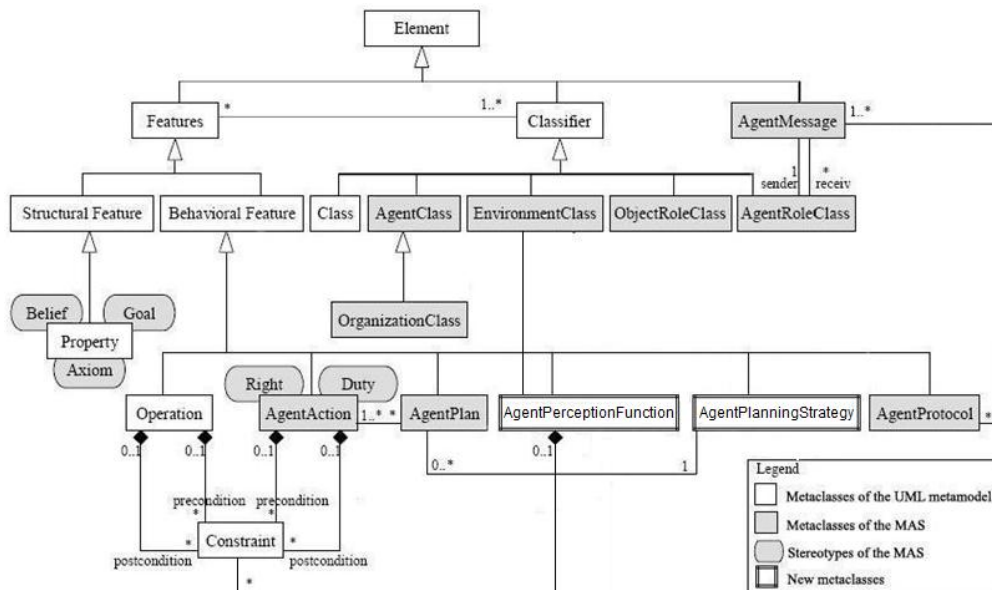 Element
* 1..*
Features Classifier AgentMessage 1..*
1 *
sender receiv
Structural Feature Behavioral Feature Class AgentClass EnvironmentClass ObjectRoleClass AgentRoleClass
Belief Goal
Property
Axiom
OrganizationClass
Right Duty
Operation AgentAction 1..* * AgentPlan AgentPerceptionFunction AgentPlanningStrategy AgentProtocol *
0..1 0..1 0..1 0..1 0..1
0..* 1
precondition precondition
* *
* Constraint *
postcondition postcondition
*
Legend
Metaclasses of the UML metamodel
Metaclasses of the MAS
Stereotypes of the MAS
New metaclasses